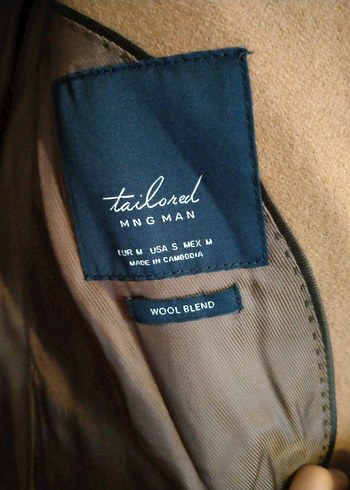 tailored
MNG MAN
EUR M USA S MEX M
MADE IN CAMBODIA
WOOL BLEND